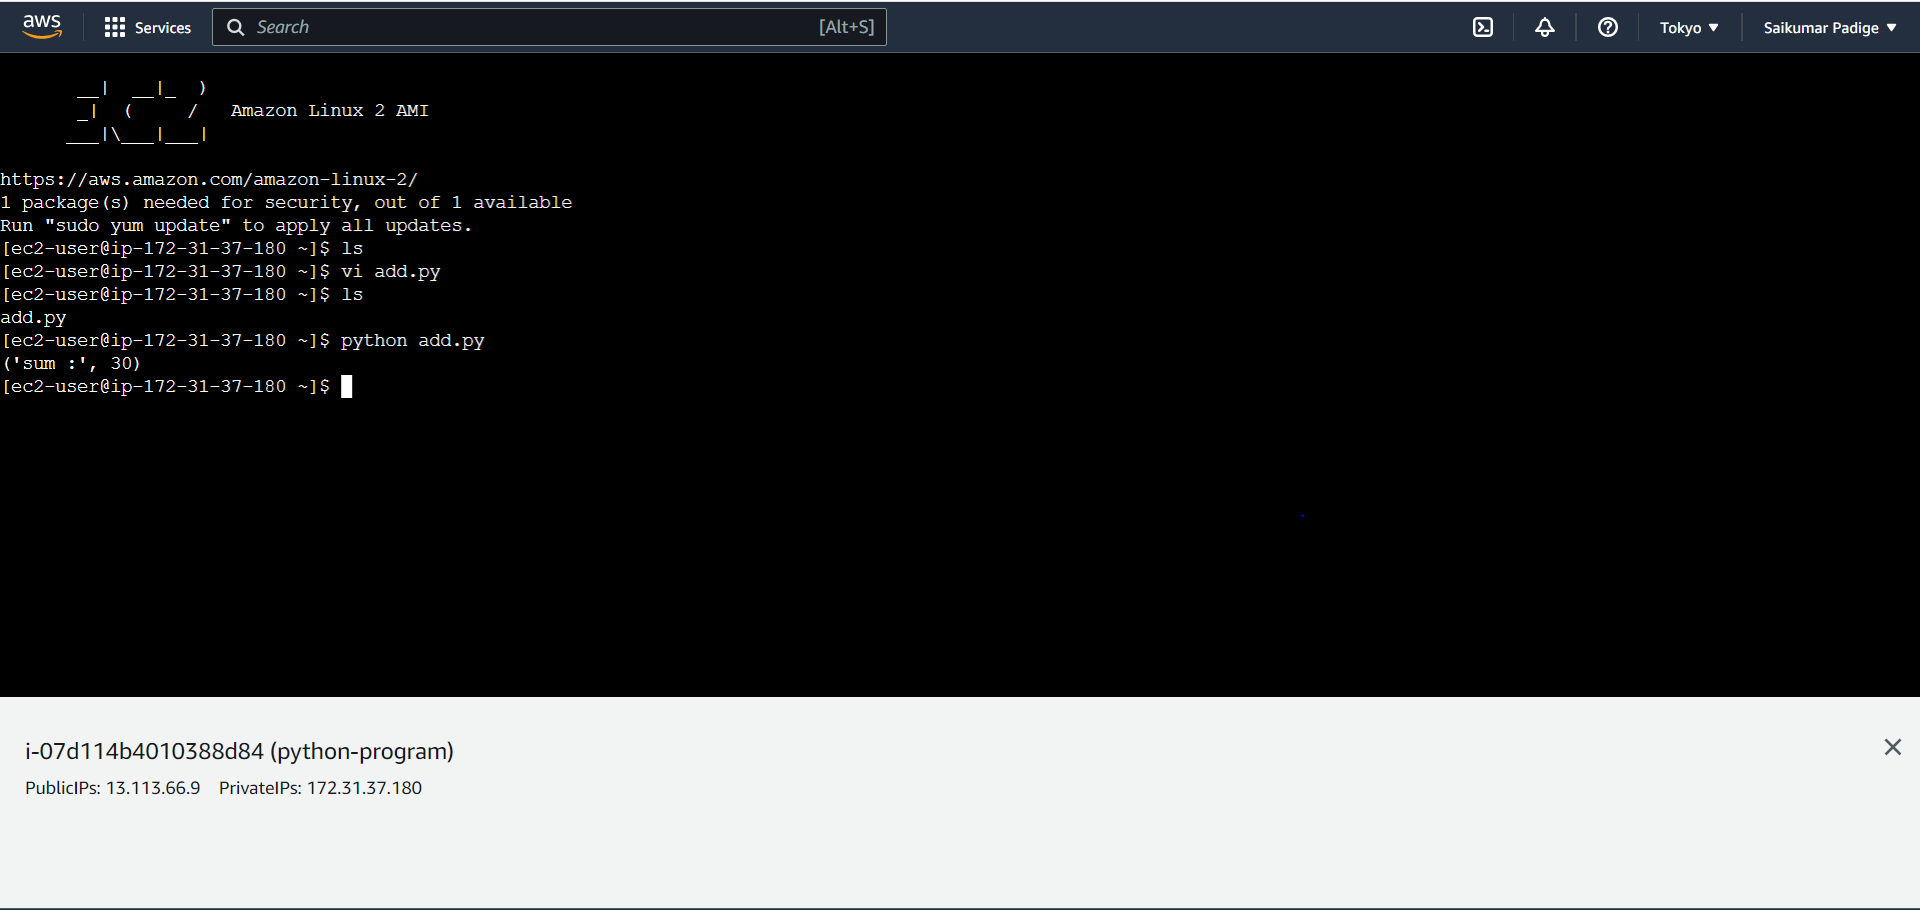 aws Services Search [Alt+S] Tokyo Saikumar Padige
__| __|_ )
_| ( / Amazon Linux 2 AMI
___|\___|___|
https://aws.amazon.com/amazon-linux-2/
1 package(s) needed for security, out of 1 available
Run "sudo yum update" to apply all updates.
[ec2-user@ip-172-31-37-180 ~]$ ls
[ec2-user@ip-172-31-37-180 ~]$ vi add.py
[ec2-user@ip-172-31-37-180 ~]$ ls
add.py
[ec2-user@ip-172-31-37-180 ~]$ python add.py
('sum :', 30)
[ec2-user@ip-172-31-37-180 ~]$
i-07d114b4010388d84 (python-program)
PublicIPs: 13.113.66.9 PrivateIPs: 172.31.37.180